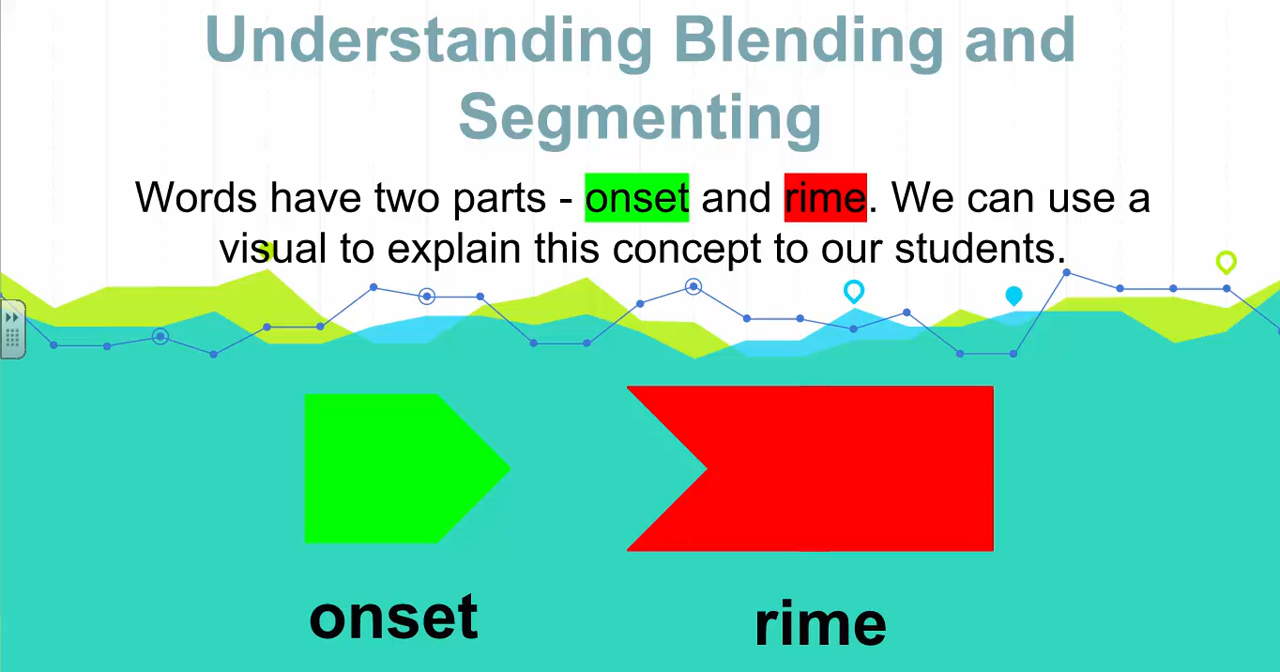 Understanding Blending and
Segmenting
Words have two parts - onset and rime. We can use a
visual to explain this concept to our students.
onset
rime